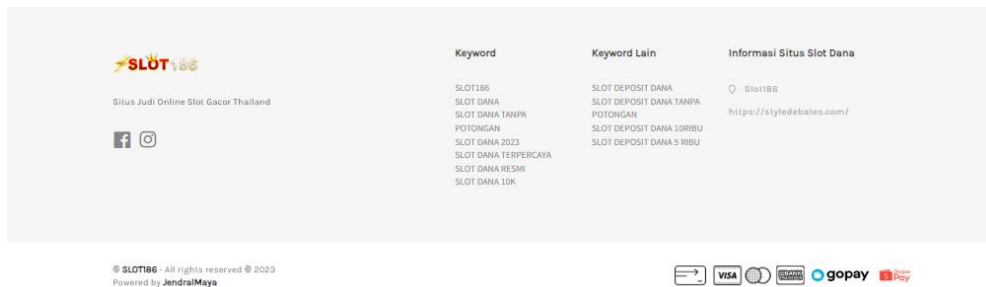 SLOT186
Situs Judi Online Slot Gacor Thailand
Keyword
SLOT186
SLOT DANA
SLOT DANA TANPA
POTONGAN
SLOT DANA 2023
SLOT DANA TERPERCAYA
SLOT DANA RESMI
SLOT DANA 10K
Keyword Lain
SLOT DEPOSIT DANA
SLOT DEPOSIT DANA TANPA
POTONGAN
SLOT DEPOSIT DANA 10RIBU
SLOT DEPOSIT DANA 5 RIBU
Informasi Situs Slot Dana
Slot186
https://styledebates.com/
© SLOT186 - All rights reserved © 2023
Powered by JendralMaya
VISA
BANK
TRANSFER
gopay
Pay